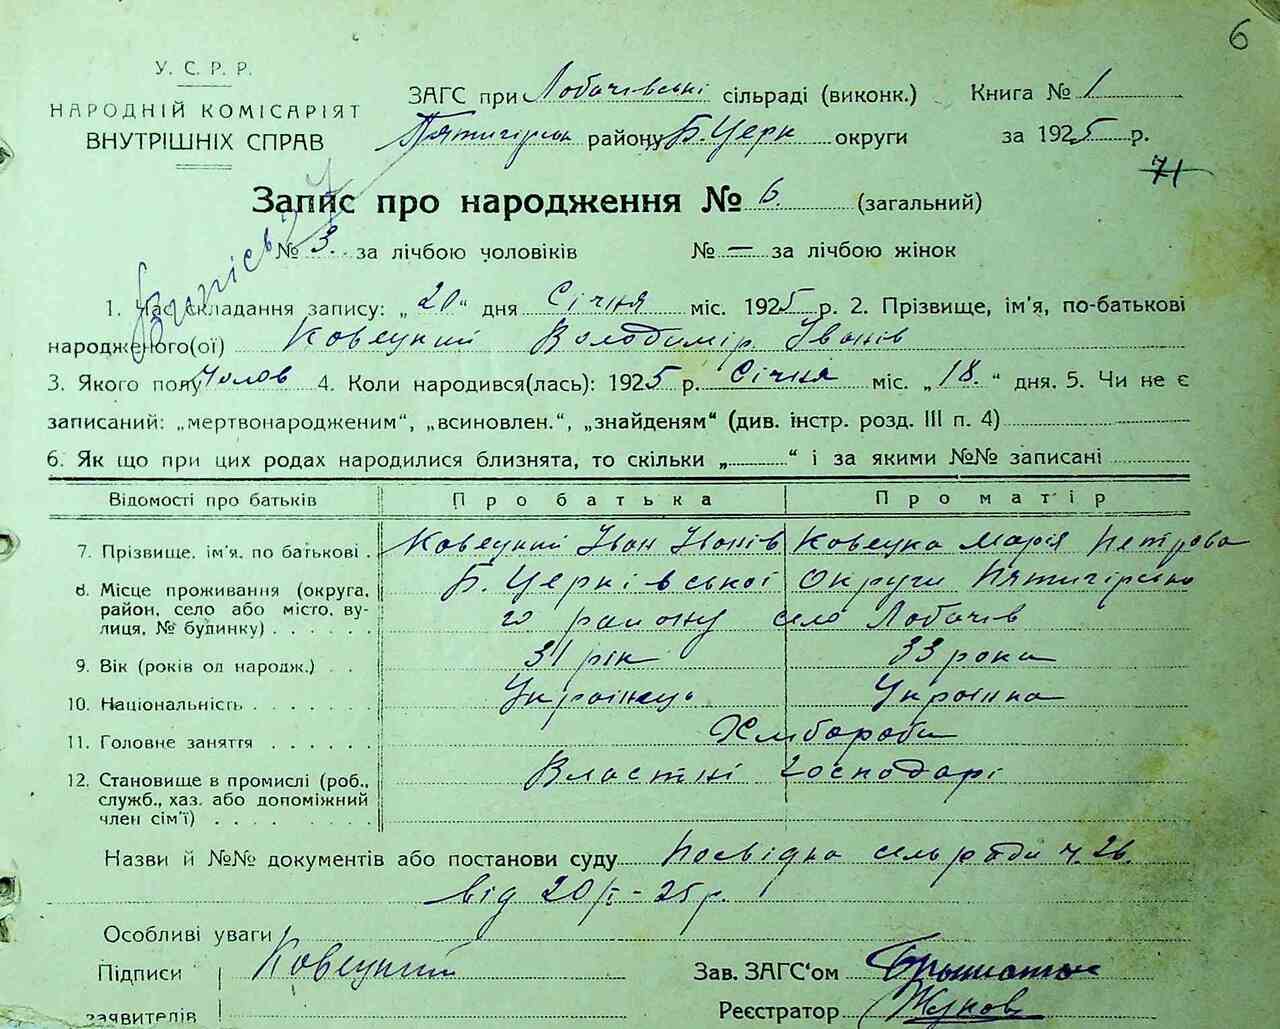 6
У. С. Р. Р.
НАРОДНІЙ КОМІСАРІЯТ
ВНУТРІШНІХ СПРАВ
ЗАГС при Лобачівські сільраді (виконк.) Книга № 1
Пятигірськ району Б. Церк округи за 1925 р.
71
Запис про народження № 6. (загальний)
№ 3. за лічбою чоловіків № — за лічбою жінок
1. Час складання запису: „20“ дня Січня міс. 1925 р. 2. Прізвище, ім'я, по-батькові
народженого(ої) Ковецкий Володимір Іванів
3. Якого полу Чолов 4. Коли народився(лась): 1925 р. Січня міс. „18.“ дня. 5. Чи не є
записаний: „мертвонародженим“, „всиновлен.“, „знайденям“ (див. інстр. розд. III п. 4)
6. Як що при цих родах народилися близнята, то скільки „ “ і за якими №№ записані
Відомості про батьків Про батька Про матір
7. Прізвище, ім'я, по батькові . Ковецкий Іван Іванів Ковецка Марія Петрова
8. Місце проживання (округа, Б. Церківської Округи Пятигірсько
район, село або місто, ву- го району село Лобачів
лиця, № будинку) . . . . . .
9. Вік (років од народж.) . . 31 рік 33 рока
10. Національність . . . . . . . Українець Українка
11. Головне заняття . . . . . . Хлібороби
12. Становище в промислі (роб., Властні Господарі
служб., хаз. або допоміжний
член сім'ї) . . . . . . . .
Назви й №№ документів або постанови суду Посвідка сельради ч. 26.
від 20/I-25 р.
Особливі уваги
Підписи Ковецкий Зав. ЗАГС'ом
заявителів Реєстратор Жуков